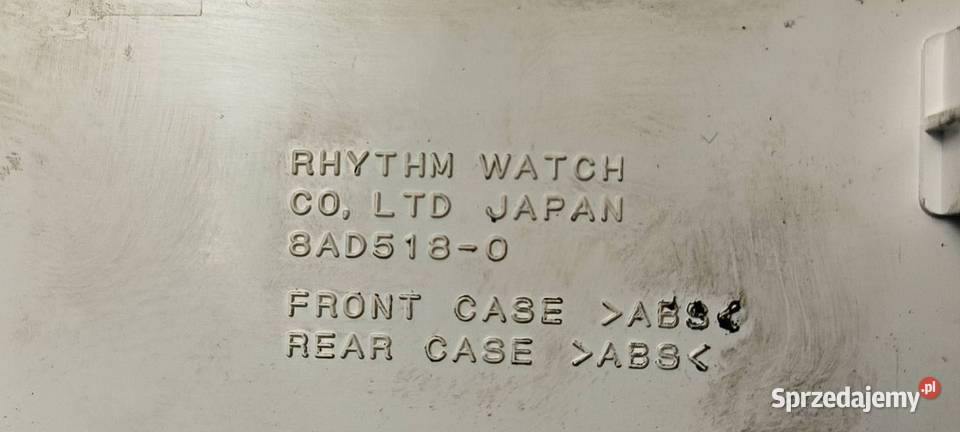 RHYTHM WATCH
CO, LTD JAPAN
8AD518-0
FRONT CASE >ABS<
REAR CASE >ABS<
Sprzedajemy.pl